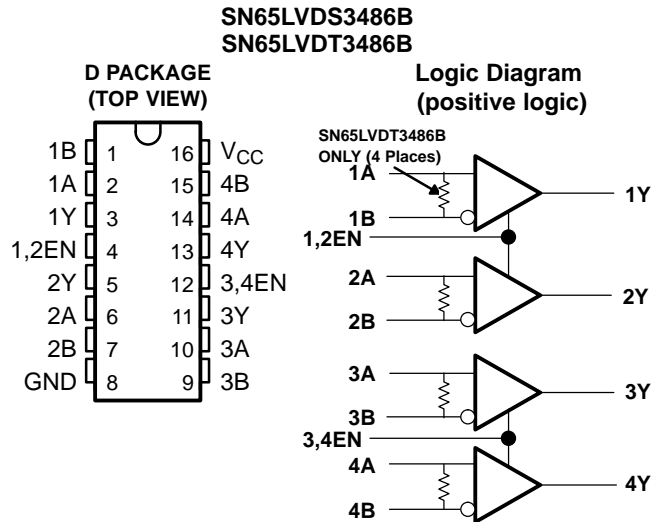 SN65LVDS3486B
SN65LVDT3486B
D PACKAGE
(TOP VIEW)
1B 1 16 VCC
1A 2 15 4B
1Y 3 14 4A
1,2EN 4 13 4Y
2Y 5 12 3,4EN
2A 6 11 3Y
2B 7 10 3A
GND 8 9 3B
Logic Diagram
(positive logic)
SN65LVDT3486B
ONLY (4 Places)
1A
1Y
1B
1,2EN
2A
2Y
2B
3A
3Y
3B
3,4EN
4A
4Y
4B